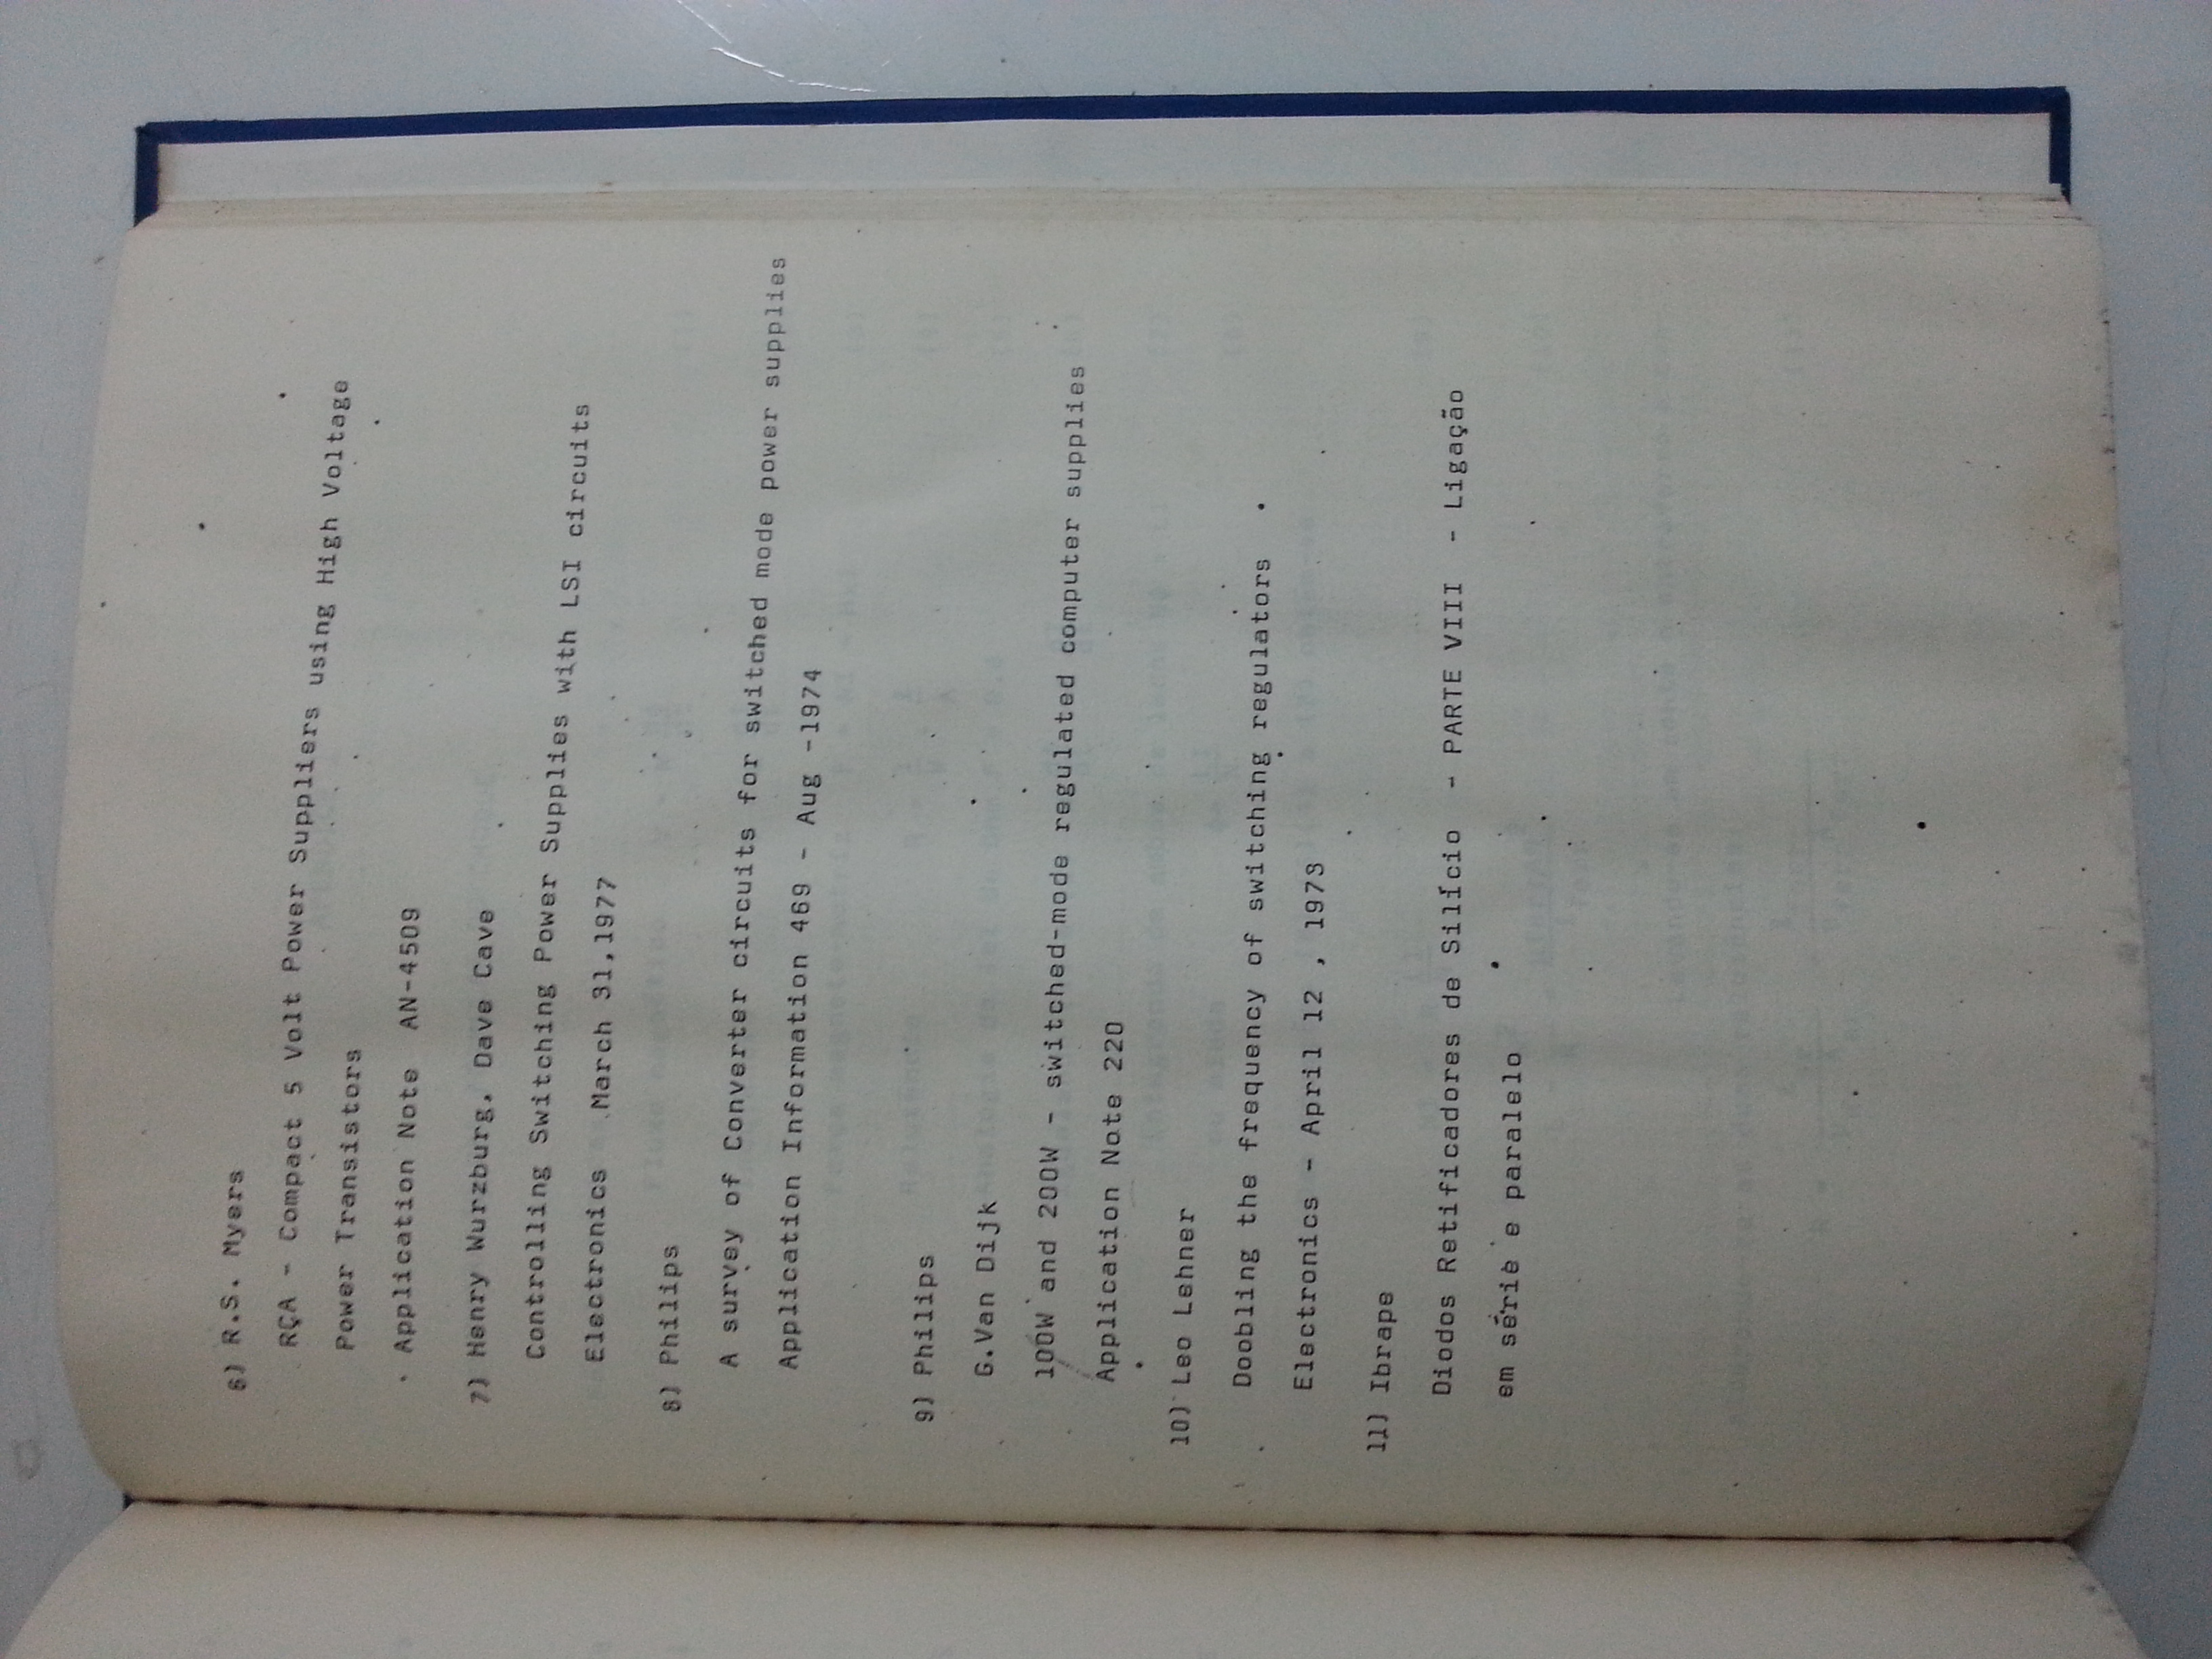 6) R.S. Myers
RCA - Compact 5 Volt Power Suppliers using High Voltage
Power Transistors
Application Note AN-4509
7) Henry Wurzburg, Dave Cave
Controlling Switching Power Supplies with LSI circuits
Electronics March 31,1977
8) Philips
A survey of Converter circuits for switched mode power supplies
Application Information 469 - Aug -1974
9) Philips
G.Van Dijk
100W and 200W - switched-mode regulated computer supplies
Application Note 220
10) Leo Lehner
Doobling the frequency of switching regulators
Electronics - April 12 , 1973
11) Ibrape
Diodos Retificadores de Silício - PARTE VIII - Ligação
em série e paralelo